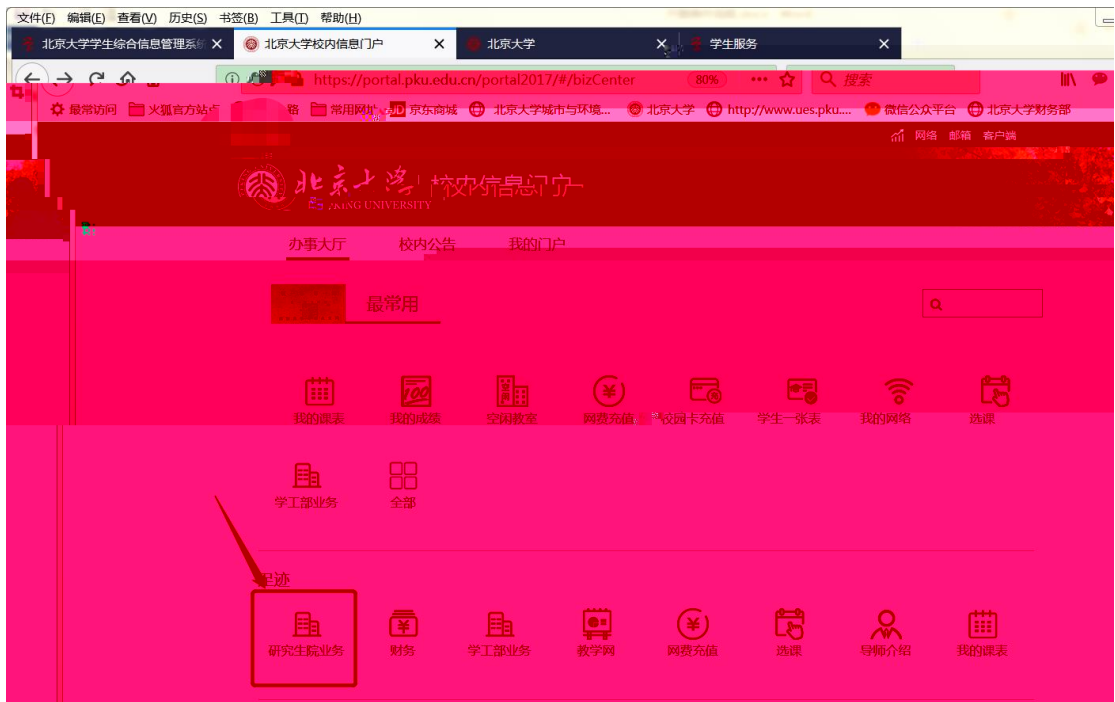 文件(F) 编辑(E) 查看(V) 历史(S) 书签(B) 工具(T) 帮助(H)
北京大学学生综合信息管理系统 北京大学校内信息门户 北京大学 学生服务
https://portal.pku.edu.cn/portal2017/#/bizCenter 80% 搜索
最常访问 火狐官方站点 常用网址 JD 京东商城 北京大学城市与环境... 北京大学 http://www.ues.pku.... 微信公众平台 北京大学财务部
网络 邮箱 客户端
北京大学 校内信息门户
UNIVERSITY
办事大厅 校内公告 我的门户
最常用
我的课表 我的成绩 空闲教室 网费充值 校园卡充值 学生一张表 我的网络 选课
学工部业务 全部
足迹
研究生院业务 财务 学工部业务 教学网 网费充值 选课 导师介绍 我的课表